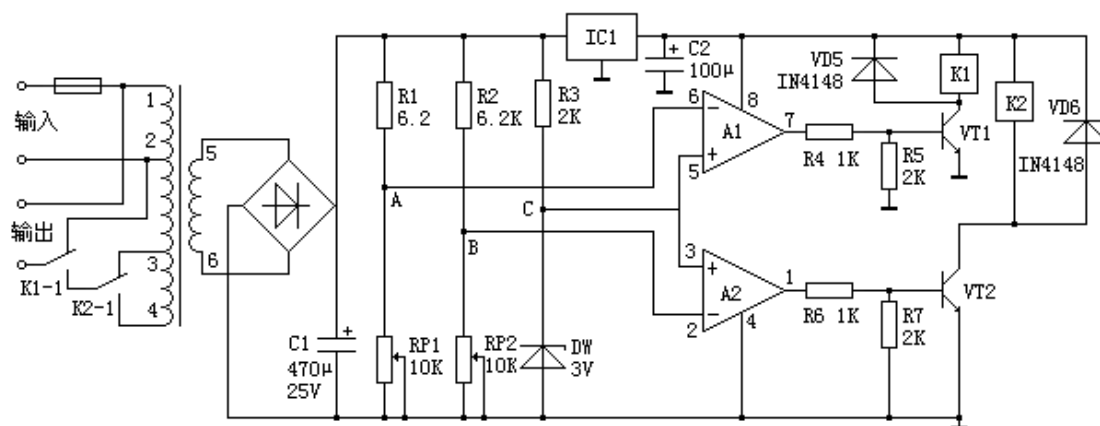 IC1
C2
100μ
VD5
IN4148
K1
K2
VD6
IN4148
R1
6.2
R2
6.2K
R3
2K
6
8
7
A1
5
R4 1K
R5
2K
VT1
1
2
5
输入
A
C
B
输出
3
4
6
K1-1
K2-1
3
1
A2
2
4
R6 1K
R7
2K
VT2
C1
470μ
25V
RP1
10K
RP2
10K
DW
3V